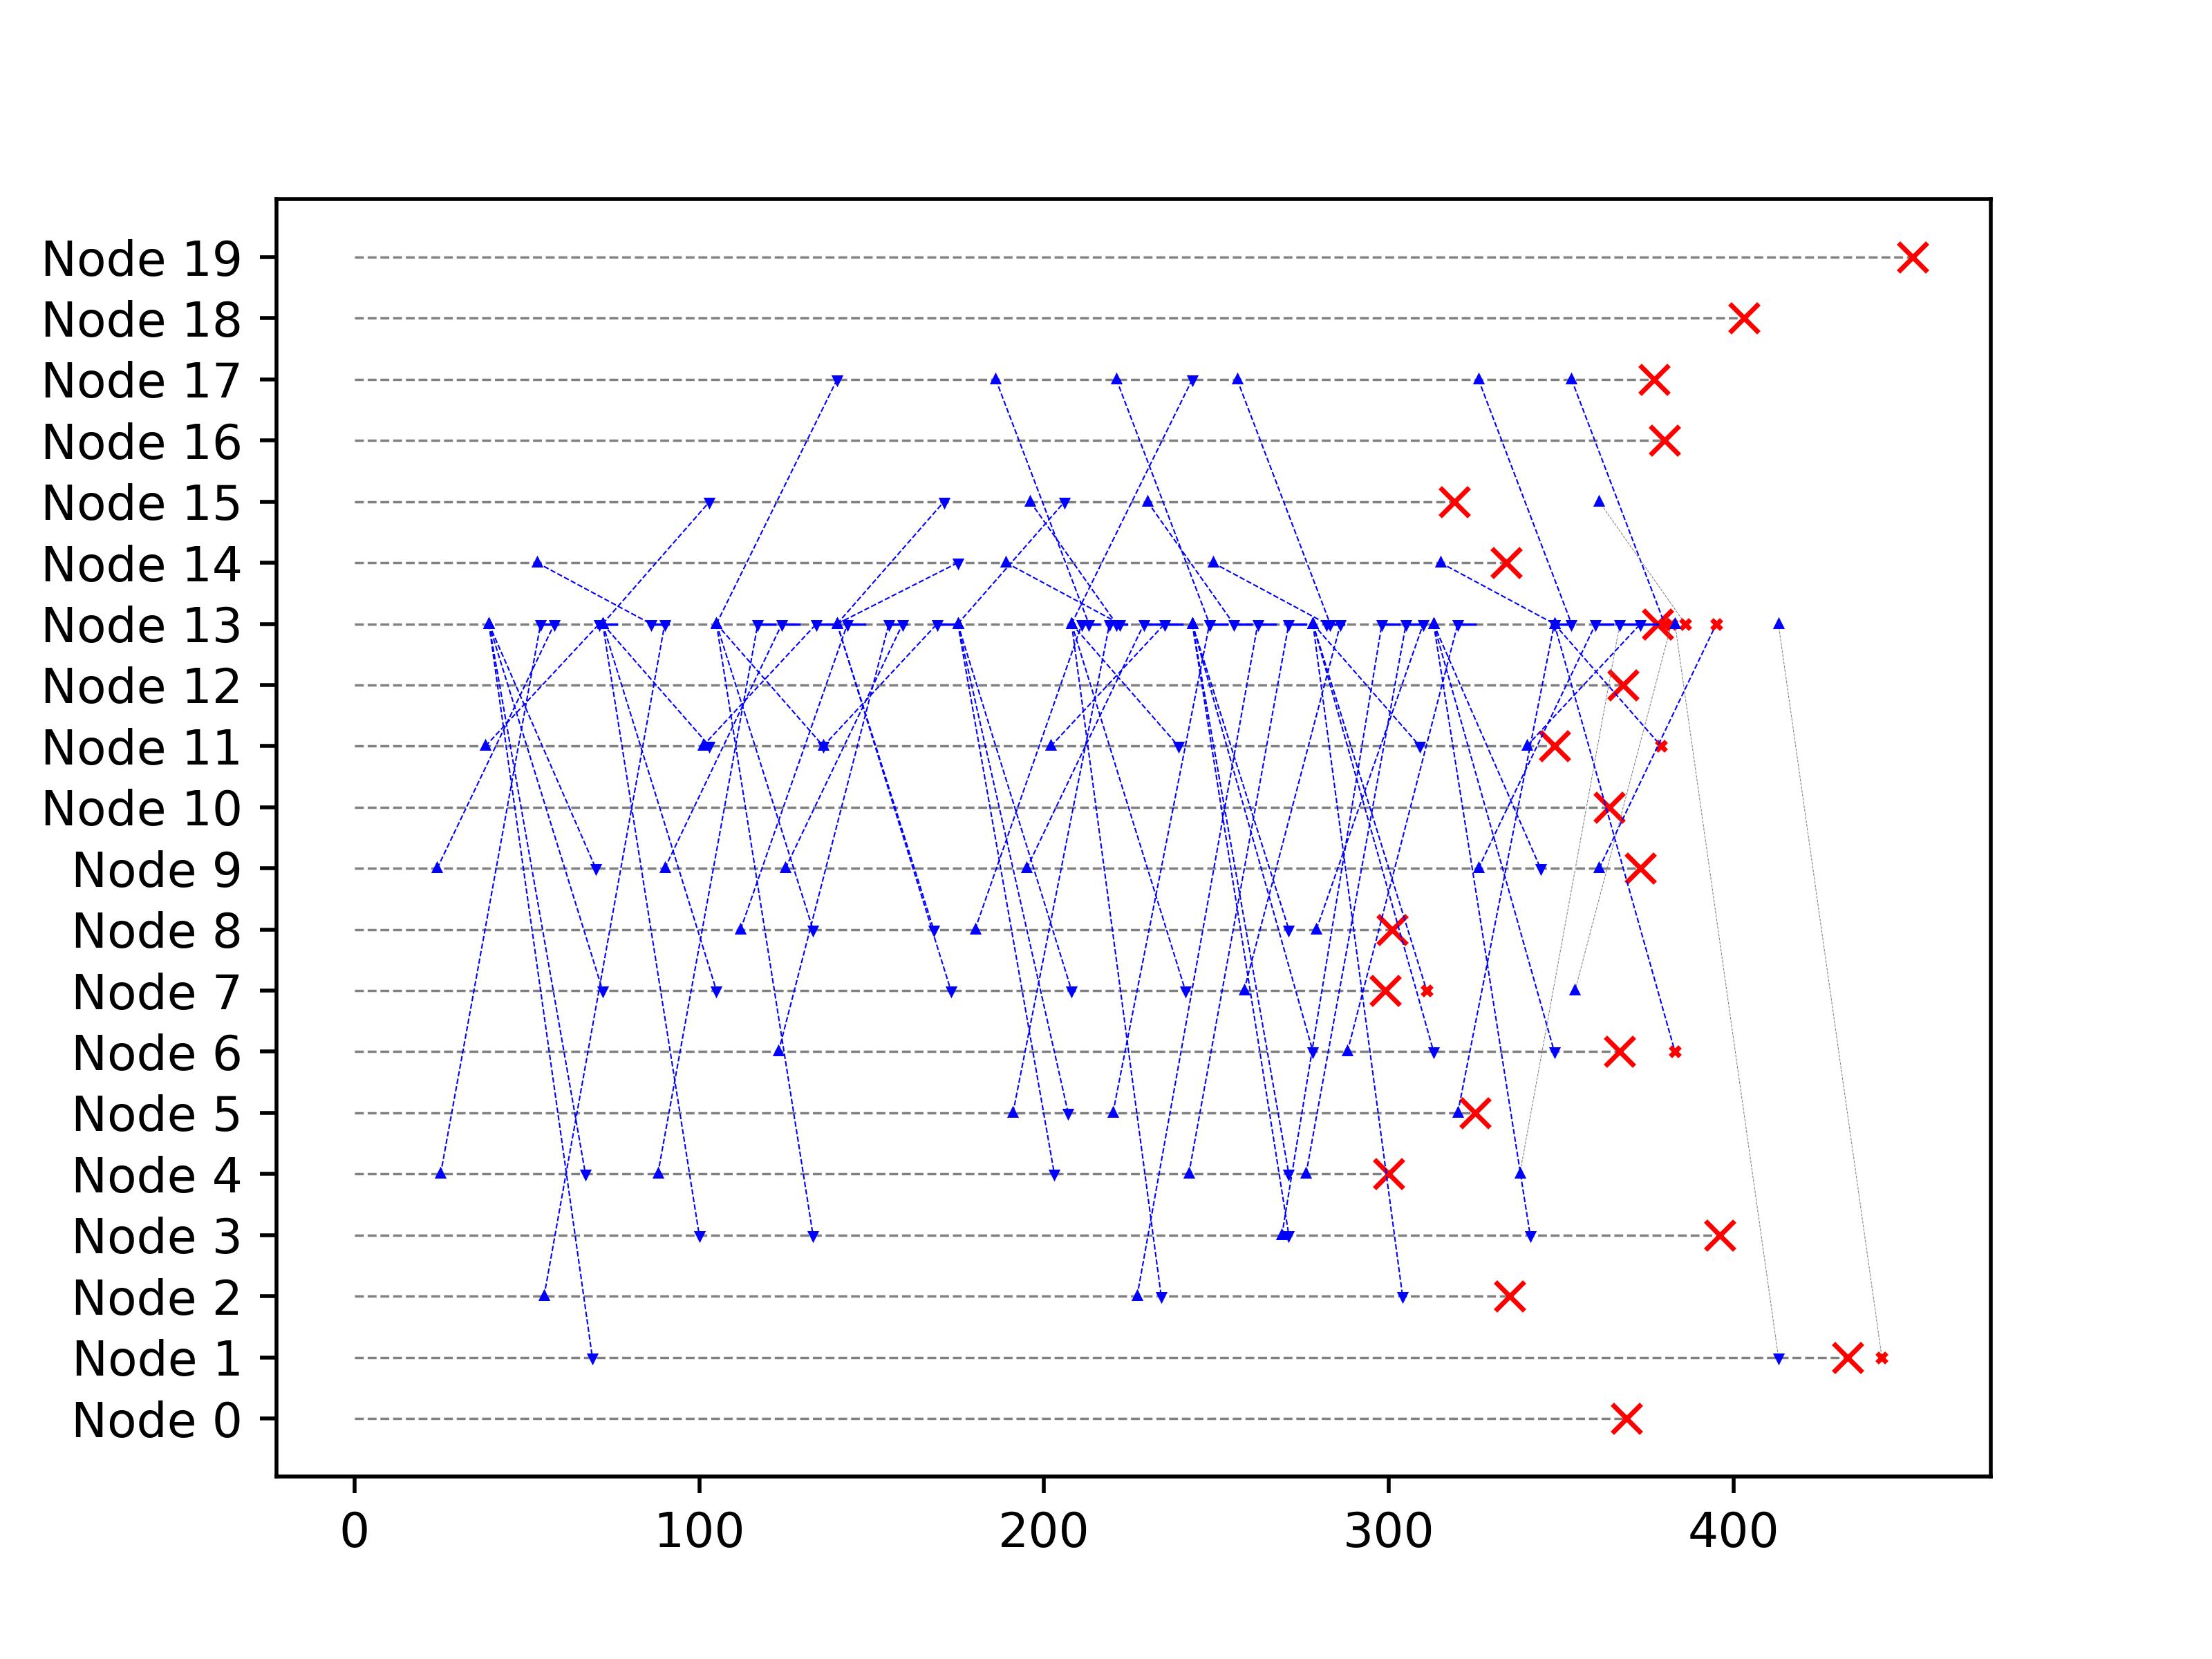 Node 19
Node 18
Node 17
Node 16
Node 15
Node 14
Node 13
Node 12
Node 11
Node 10
Node 9
Node 8
Node 7
Node 6
Node 5
Node 4
Node 3
Node 2
Node 1
Node 0
0 100 200 300 400